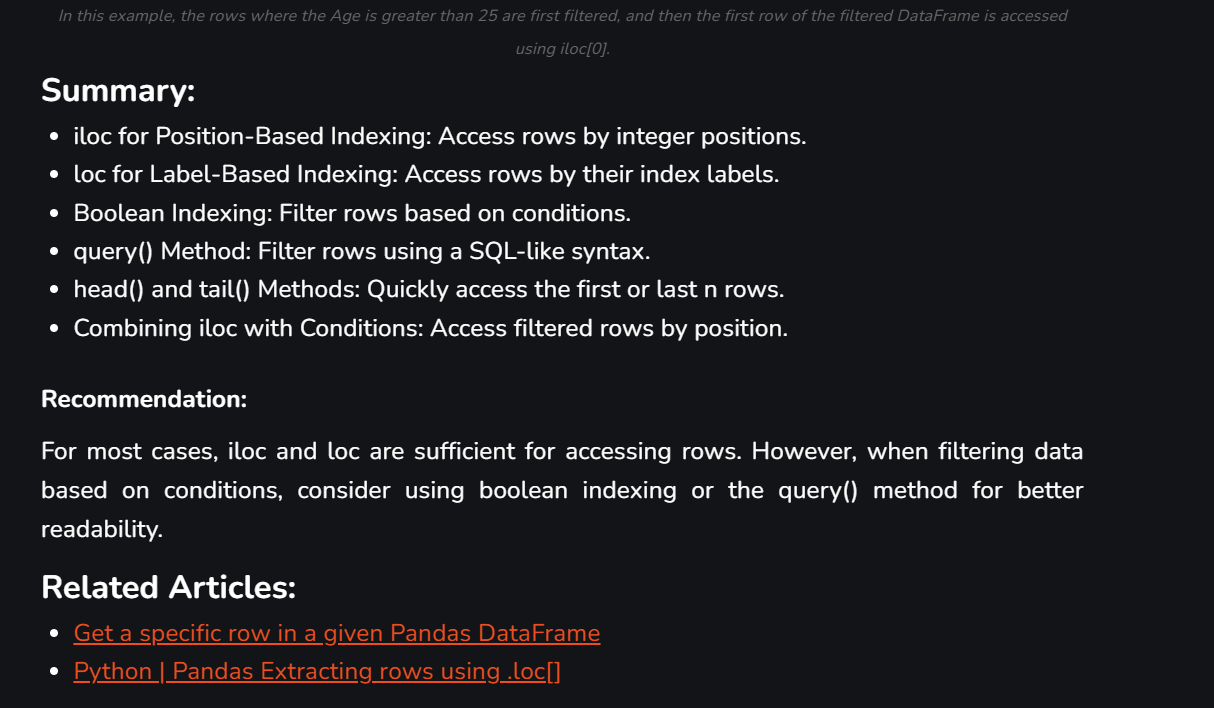 In this example, the rows where the Age is greater than 25 are first filtered, and then the first row of the filtered DataFrame is accessed
using iloc[0].
Summary:
• iloc for Position-Based Indexing: Access rows by integer positions.
• loc for Label-Based Indexing: Access rows by their index labels.
• Boolean Indexing: Filter rows based on conditions.
• query() Method: Filter rows using a SQL-like syntax.
• head() and tail() Methods: Quickly access the first or last n rows.
• Combining iloc with Conditions: Access filtered rows by position.
Recommendation:
For most cases, iloc and loc are sufficient for accessing rows. However, when filtering data
based on conditions, consider using boolean indexing or the query() method for better
readability.
Related Articles:
• Get a specific row in a given Pandas DataFrame
• Python | Pandas Extracting rows using .loc[]